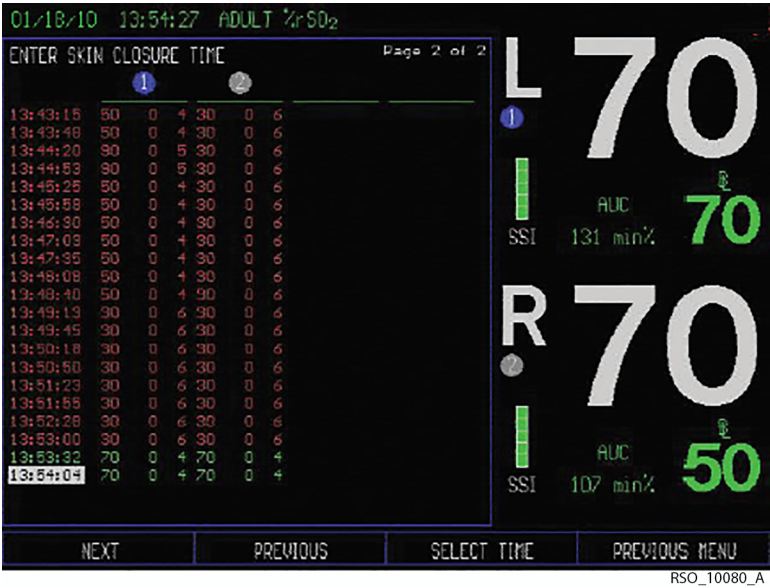 01/18/10 13:54:27 ADULT %rSO₂
ENTER SKIN CLOSURE TIME Page 2 of 2
1 2
13:43:15 50 0 4 30 0 6
13:43:48 50 0 4 30 0 6
13:44:20 90 0 5 30 0 6
13:44:53 90 0 5 30 0 6
13:45:25 50 0 4 30 0 6
13:45:58 50 0 4 30 0 6
13:46:30 50 0 4 30 0 6
13:47:03 50 0 4 30 0 6
13:47:35 50 0 4 30 0 6
13:48:08 50 0 4 30 0 6
13:48:40 50 0 4 90 0 6
13:49:13 30 0 6 30 0 6
13:49:45 30 0 6 30 0 6
13:50:18 30 0 6 30 0 6
13:50:50 30 0 6 30 0 6
13:51:23 30 0 6 30 0 6
13:51:55 30 0 6 30 0 6
13:52:28 30 0 6 30 0 6
13:53:00 30 0 6 30 0 6
13:53:32 70 0 4 70 0 4
13:54:04 70 0 4 70 0 4
L 70
1
SSI
AUC
131 min%
BL
70
R 70
2
SSI
AUC
107 min%
BL
50
NEXT PREVIOUS SELECT TIME PREVIOUS MENU
RSO_10080_A